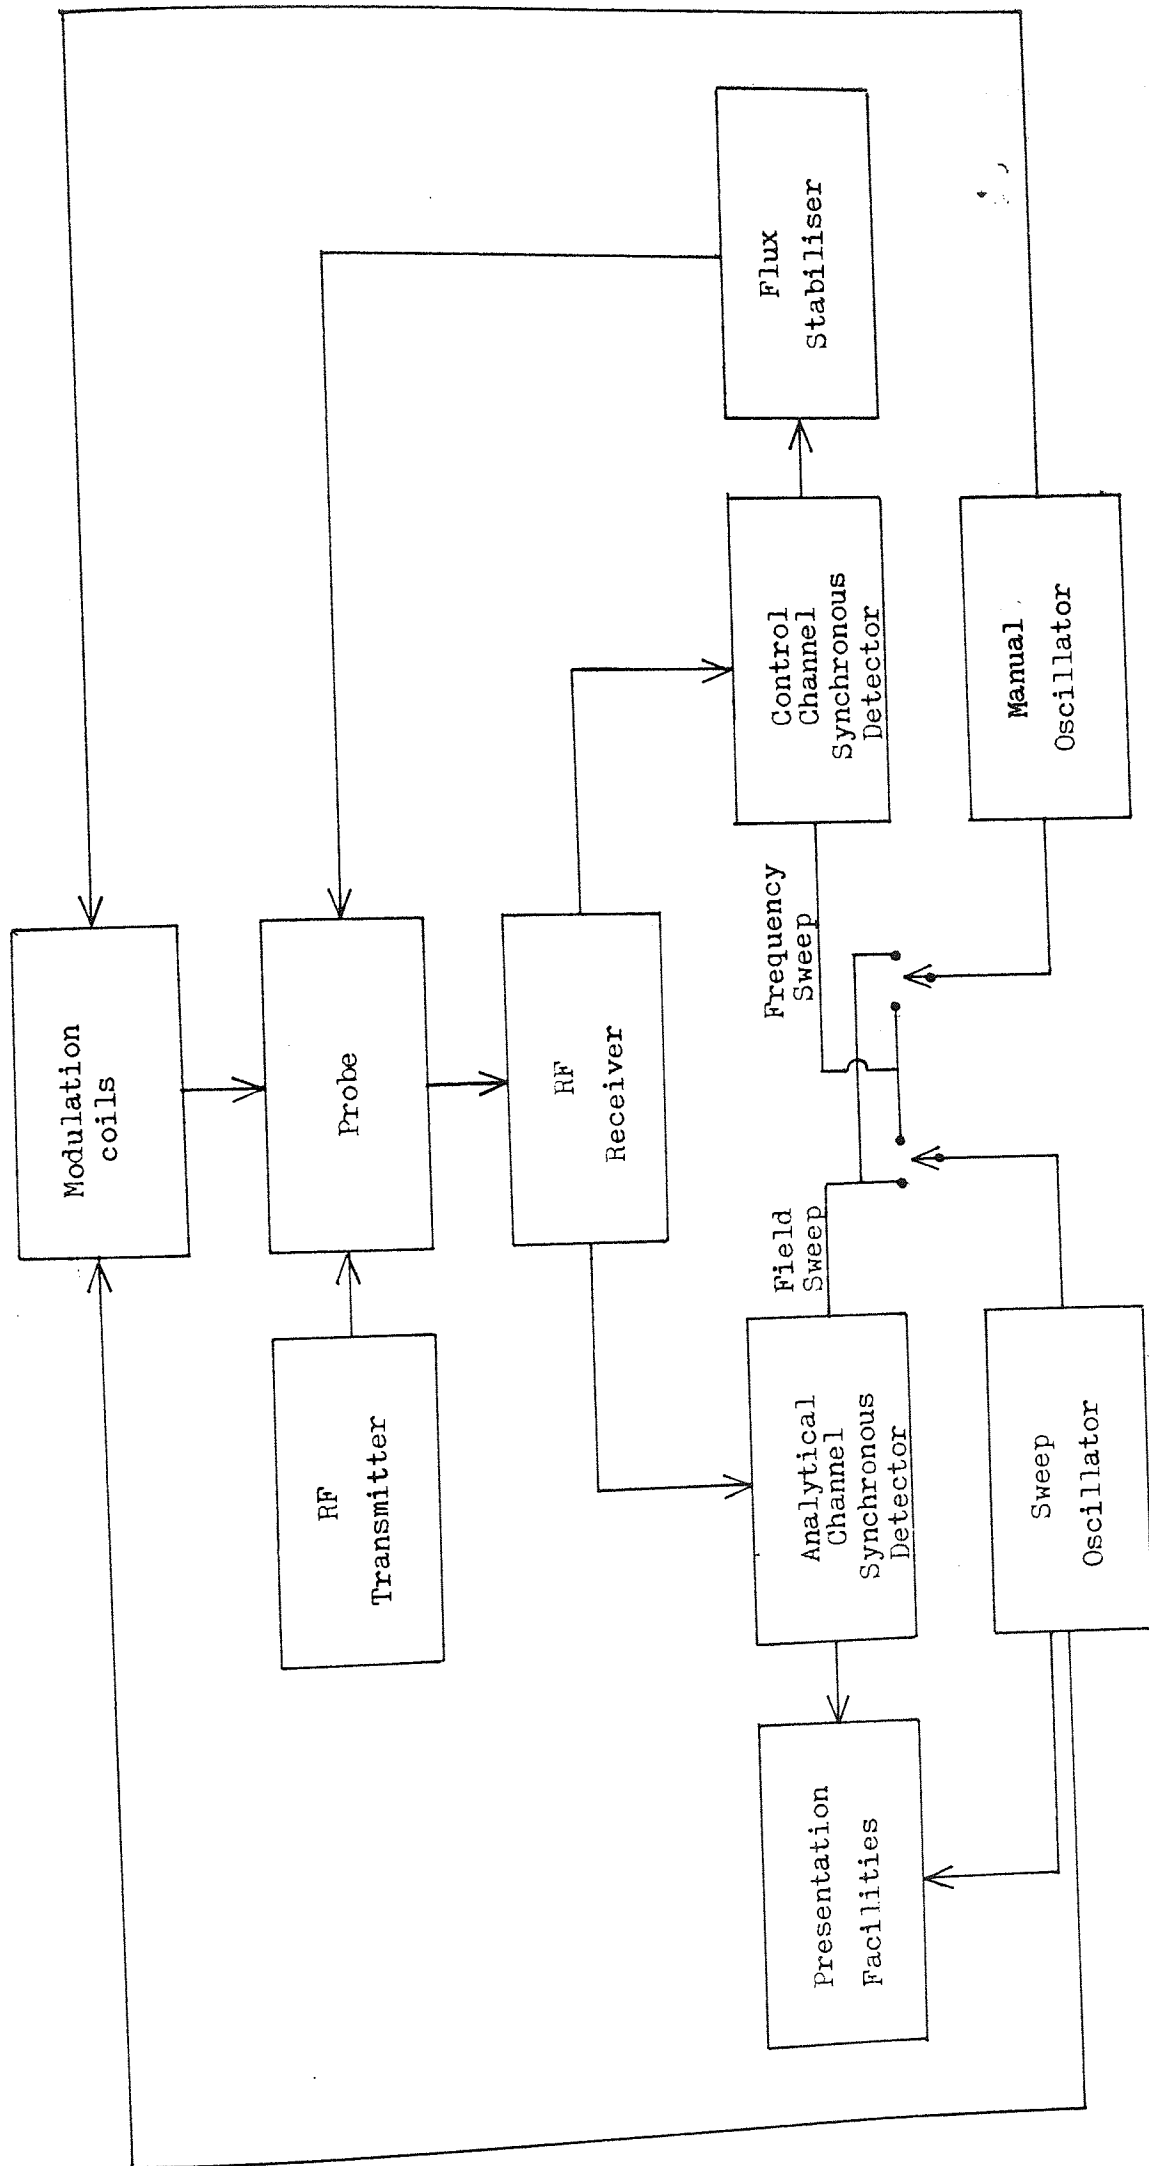 Modulation
coils
RF
Transmitter
Probe
RF
Receiver
Presentation
Facilities
Analytical
Channel
Synchronous
Detector
Field
Sweep
Frequency
Sweep
Control
Channel
Synchronous
Detector
Flux
Stabiliser
Sweep
Oscillator
Manual
Oscillator